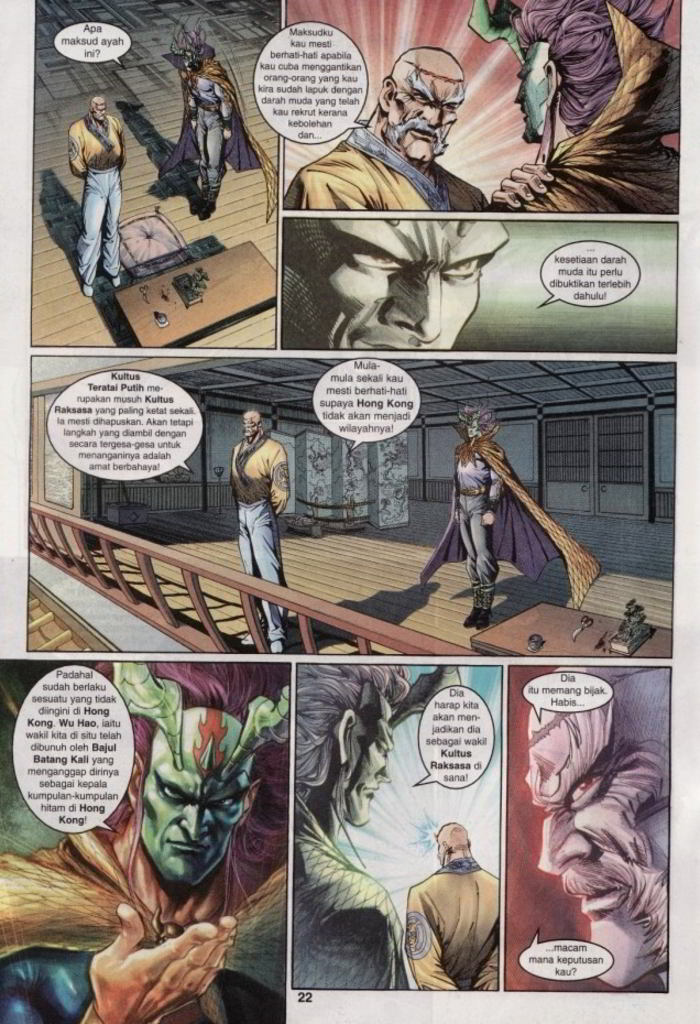 Apa
maksud ayah
ini?
Maksudku
kau mesti
berhati-hati apabila
kau cuba menggantikan
orang-orang yang kau
kira sudah lapuk dengan
darah muda yang telah
kau rekrut kerana
kebolehan
dan...
...
kesetiaan darah
muda itu perlu
dibuktikan terlebih
dahulu!
Kultus
Teratai Putih me-
rupakan musuh Kultus
Raksasa yang paling ketat sekali.
Ia mesti dihapuskan. Akan tetapi
langkah yang diambil dengan
secara tergesa-gesa untuk
menanganinya adalah
amat berbahaya!
Mula-
mula sekali kau
mesti berhati-hati
supaya Hong Kong
tidak akan menjadi
wilayahnya!
Padahal
sudah berlaku
sesuatu yang tidak
diingini di Hong
Kong. Wu Hao, iaitu
wakil kita di situ telah
dibunuh oleh Bajul
Batang Kali yang
menganggap dirinya
sebagai kepala
kumpulan-kumpulan
hitam di Hong
Kong!
Dia
harap kita
akan men-
jadikan dia
sebagai wakil
Kultus
Raksasa di
sana!
Dia
itu memang bijak.
Habis...
...macam
mana keputusan
kau?
22